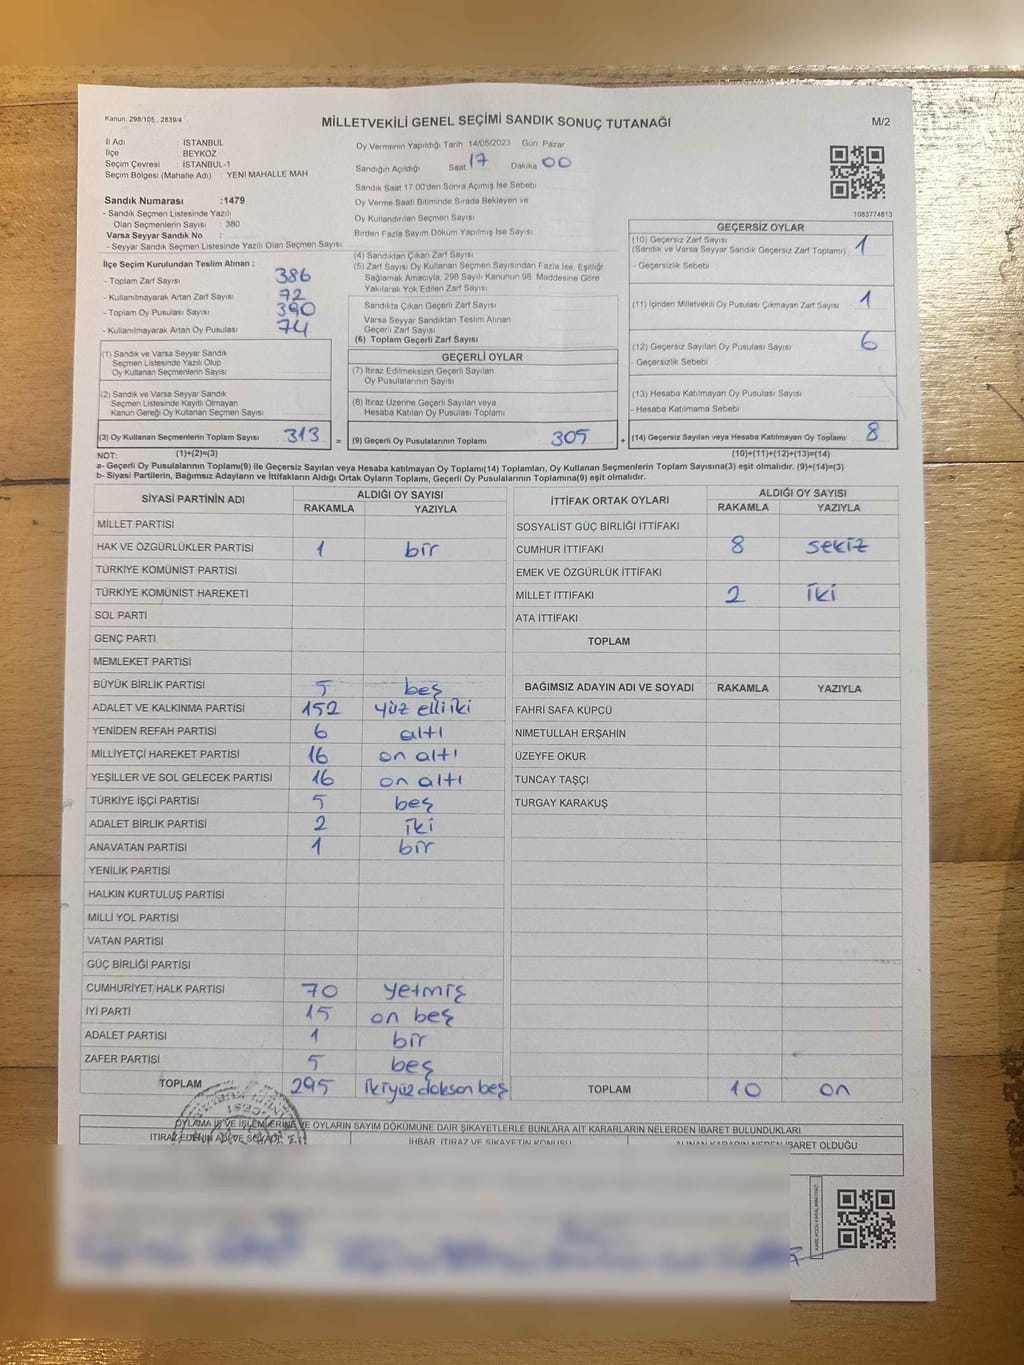 Kanun: 298/105 , 2839/4
MİLLETVEKİLİ GENEL SEÇİMİ SANDIK SONUÇ TUTANAĞI
M/2
İl Adı : İSTANBUL
İlçe : BEYKOZ
Seçim Çevresi : İSTANBUL-1
Seçim Bölgesi (Mahalle Adı) : YENİ MAHALLE MAH
Sandık Numarası :1479
- Sandık Seçmen Listesinde Yazılı
Olan Seçmenlerin Sayısı : 380
Varsa Seyyar Sandık No :
- Seyyar Sandık Seçmen Listesinde Yazılı Olan Seçmen Sayısı
İlçe Seçim Kurulundan Teslim Alınan ;
- Toplam Zarf Sayısı 386
- Kullanılmayarak Artan Zarf Sayısı 72
- Toplam Oy Pusulası Sayısı 390
- Kullanılmayarak Artan Oy Pusulası 74
Oy Vermenin Yapıldığı Tarih 14/05/2023 Gün Pazar
Sandığın Açıldığı Saat 17 Dakika 00
Sandık Saat 17:00'den Sonra Açımış İse Sebebi
Oy Verme Saati Bitiminde Sırada Bekleyen ve
Oy Kullandırılan Seçmen Sayısı
Birden Fazla Sayım Döküm Yapılmış İse Sayısı
(4) Sandıktan Çıkan Zarf Sayısı
(5) Zarf Sayısı Oy Kullanan Seçmen Sayısından Fazla İse, Eşitliği
Sağlamak Amacıyla, 298 Sayılı Kanunun 98. Maddesine Göre
Yakılarak Yok Edilen Zarf Sayısı
Sandıkta Çıkan Geçerli Zarf Sayısı
Varsa Seyyar Sandıktan Teslim Alınan
Geçerli Zarf Sayısı
(6) Toplam Geçerli Zarf Sayısı
1083774613
GEÇERSİZ OYLAR
(10) Geçersiz Zarf Sayısı
(Sandık ve Varsa Seyyar Sandık Geçersiz Zarf Toplamı) 1
- Geçersizlik Sebebi
(11) İçinden Milletvekili Oy Pusulası Çıkmayan Zarf Sayısı 1
(12) Geçersiz Sayılan Oy Pusulası Sayısı 6
- Geçersizlik Sebebi
(13) Hesaba Katılmayan Oy Pusulası Sayısı
- Hesaba Katılmama Sebebi
(1) Sandık ve Varsa Seyyar Sandık
Seçmen Listesinde Yazılı Olup
Oy Kullanan Seçmenlerin Sayısı
(2) Sandık ve Varsa Seyyar Sandık
Seçmen Listesinde Kayıtlı Olmayan
Kanun Gereği Oy Kullanan Seçmen Sayısı
GEÇERLİ OYLAR
(7) İtiraz Edilmeksizin Geçerli Sayılan
Oy Pusulalarının Sayısı
(8) İtiraz Üzerine Geçerli Sayılan veya
Hesaba Katılan Oy Pusulası Toplamı
(3) Oy Kullanan Seçmenlerin Toplam Sayısı 313 = (9) Geçerli Oy Pusulalarının Toplamı 305 + (14) Geçersiz Sayılan veya Hesaba Katılmayan Oy Toplamı 8
NOT: (1)+(2)=(3) (10)+(11)+(12)+(13)=(14)
a- Geçerli Oy Pusulalarının Toplamı(9) ile Geçersiz Sayılan veya Hesaba katılmayan Oy Toplamı(14) Toplamları, Oy Kullanan Seçmenlerin Toplam Sayısına(3) eşit olmalıdır. (9)+(14)=(3)
b- Siyasi Partilerin, Bağımsız Adayların ve İttifakların Aldığı Ortak Oyların Toplamı, Geçerli Oy Pusulalarının Toplamına(9) eşit olmalıdır.
SİYASİ PARTİNİN ADI ALDIĞI OY SAYISI
RAKAMLA YAZIYLA
MİLLET PARTİSİ
HAK VE ÖZGÜRLÜKLER PARTİSİ 1 bir
TÜRKİYE KOMÜNİST PARTİSİ
TÜRKİYE KOMÜNİST HAREKETİ
SOL PARTİ
GENÇ PARTİ
MEMLEKET PARTİSİ
BÜYÜK BİRLİK PARTİSİ 5 beş
ADALET VE KALKINMA PARTİSİ 152 yüz elli iki
YENİDEN REFAH PARTİSİ 6 altı
MİLLİYETÇİ HAREKET PARTİSİ 16 on altı
YEŞİLLER VE SOL GELECEK PARTİSİ 16 on altı
TÜRKİYE İŞÇİ PARTİSİ 5 beş
ADALET BİRLİK PARTİSİ 2 iki
ANAVATAN PARTİSİ 1 bir
YENİLİK PARTİSİ
HALKIN KURTULUŞ PARTİSİ
MİLLİ YOL PARTİSİ
VATAN PARTİSİ
GÜÇ BİRLİĞİ PARTİSİ
CUMHURİYET HALK PARTİSİ 70 yetmiş
İYİ PARTİ 15 on beş
ADALET PARTİSİ 1 bir
ZAFER PARTİSİ 5 beş
TOPLAM 295 ikiyüz doksan beş
İTTİFAK ORTAK OYLARI ALDIĞI OY SAYISI
RAKAMLA YAZIYLA
SOSYALİST GÜÇ BİRLİĞİ İTTİFAKI
CUMHUR İTTİFAKI 8 sekiz
EMEK VE ÖZGÜRLÜK İTTİFAKI
MİLLET İTTİFAKI 2 iki
ATA İTTİFAKI
TOPLAM
BAĞIMSIZ ADAYIN ADI VE SOYADI RAKAMLA YAZIYLA
FAHRİ SAFA KÜPCÜ
NİMETULLAH ERŞAHİN
ÜZEYFE OKUR
TUNCAY TAŞÇI
TURGAY KARAKUŞ
TOPLAM 10 on
OYLAMA İŞ VE İŞLEMLERİNE VE OYLARIN SAYIM DÖKÜMÜNE DAİR ŞİKAYETLERLE BUNLARA AİT KARARLARIN NELERDEN İBARET BULUNDUKLARI
İTİRAZ EDENİN ADI VE SOYADI İHBAR, İTİRAZ VE ŞİKAYETİN KONUSU ALINAN KARARIN NEDEN İBARET OLDUĞU